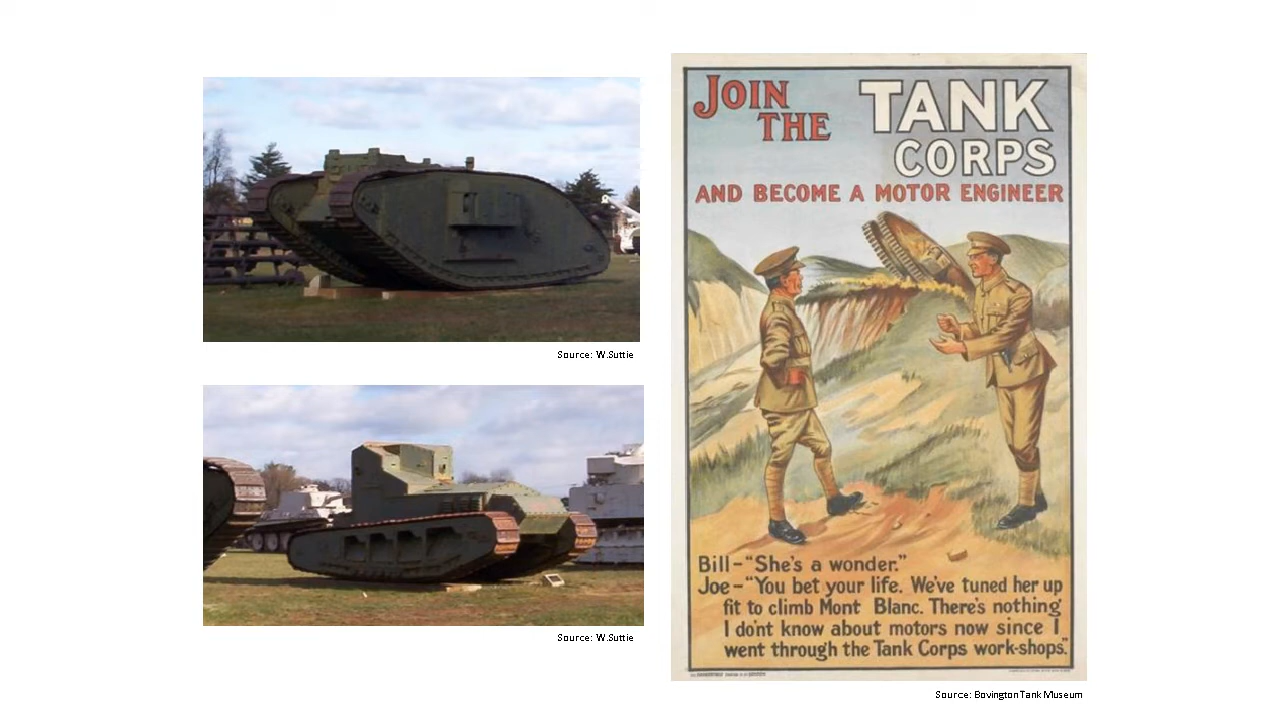 Source: W.Suttie
Source: W.Suttie
JOIN
THE
TANK
CORPS
AND BECOME A MOTOR ENGINEER
Bill-“She's a wonder.”
Joe-“You bet your life. We've tuned her up
fit to climb Mont Blanc. There's nothing
I do'nt know about motors now since I
went through the Tank Corps work-shops.”
Source: Bovington Tank Museum